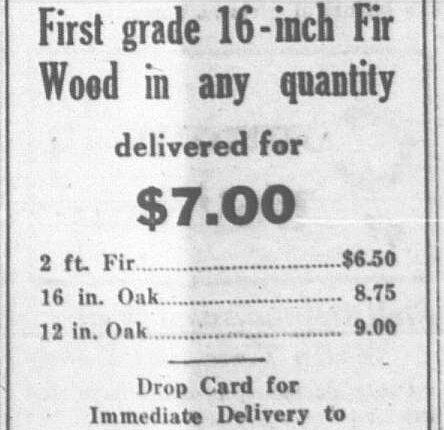 First grade 16-inch Fir
Wood in any quantity
delivered for
$7.00
2 ft. Fir..............................$6.50
16 in. Oak.......................... 8.75
12 in. Oak............................ 9.00
Drop Card for
Immediate Delivery to